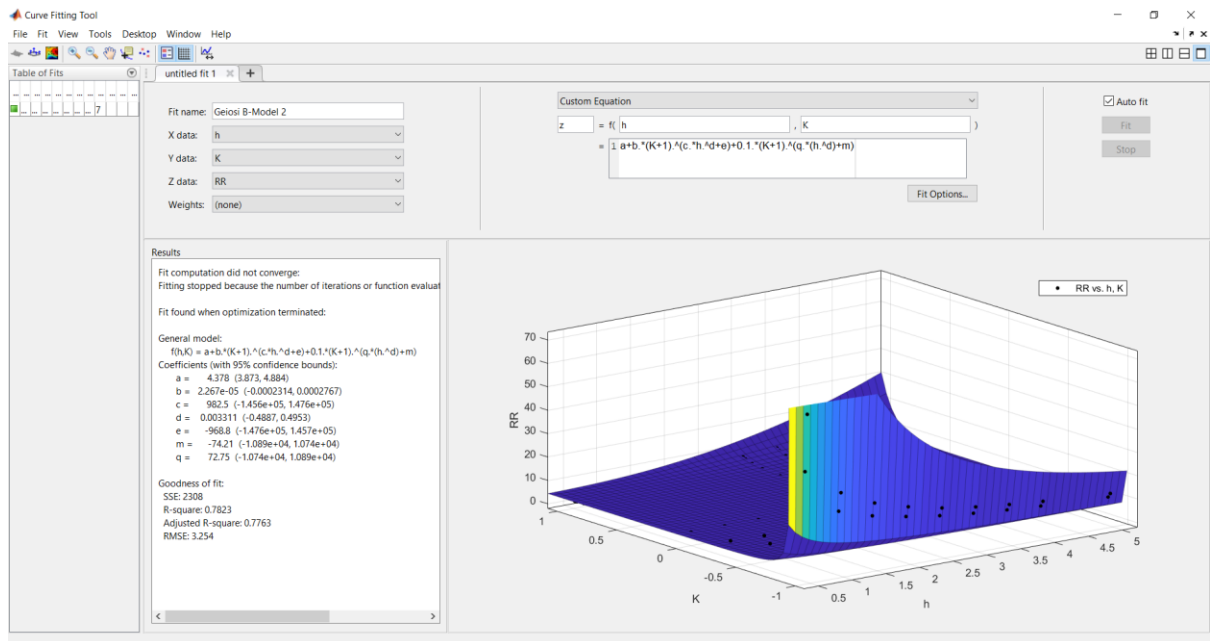 Curve Fitting Tool
File Fit View Tools Desktop Window Help
Table of Fits
untitled fit 1
7
Fit name: Geiosi B-Model 2
X data: h
Y data: K
Z data: RR
Weights: (none)
Custom Equation
z = f( h , K )
= 1 a+b.*(K+1).^(c.*h.^d+e)+0.1.*(K+1).^(q.*(h.^d)+m)
Fit Options...
Auto fit
Fit
Stop
Results
Fit computation did not converge:
Fitting stopped because the number of iterations or function evaluat
Fit found when optimization terminated:
General model:
f(h,K) = a+b.*(K+1).^(c.*h.^d+e)+0.1.*(K+1).^(q.*(h.^d)+m)
Coefficients (with 95% confidence bounds):
a = 4.378 (3.873, 4.884)
b = 2.267e-05 (-0.0002314, 0.0002767)
c = 982.5 (-1.456e+05, 1.476e+05)
d = 0.003311 (-0.4887, 0.4953)
e = -968.8 (-1.476e+05, 1.457e+05)
m = -74.21 (-1.089e+04, 1.074e+04)
q = 72.75 (-1.074e+04, 1.089e+04)
Goodness of fit:
SSE: 2308
R-square: 0.7823
Adjusted R-square: 0.7763
RMSE: 3.254
RR vs. h, K
70
60
50
40
30
20
10
0
RR
1
0.5
0
-0.5
-1
K
0.5
1
1.5
2
2.5
3
3.5
4
4.5
5
h